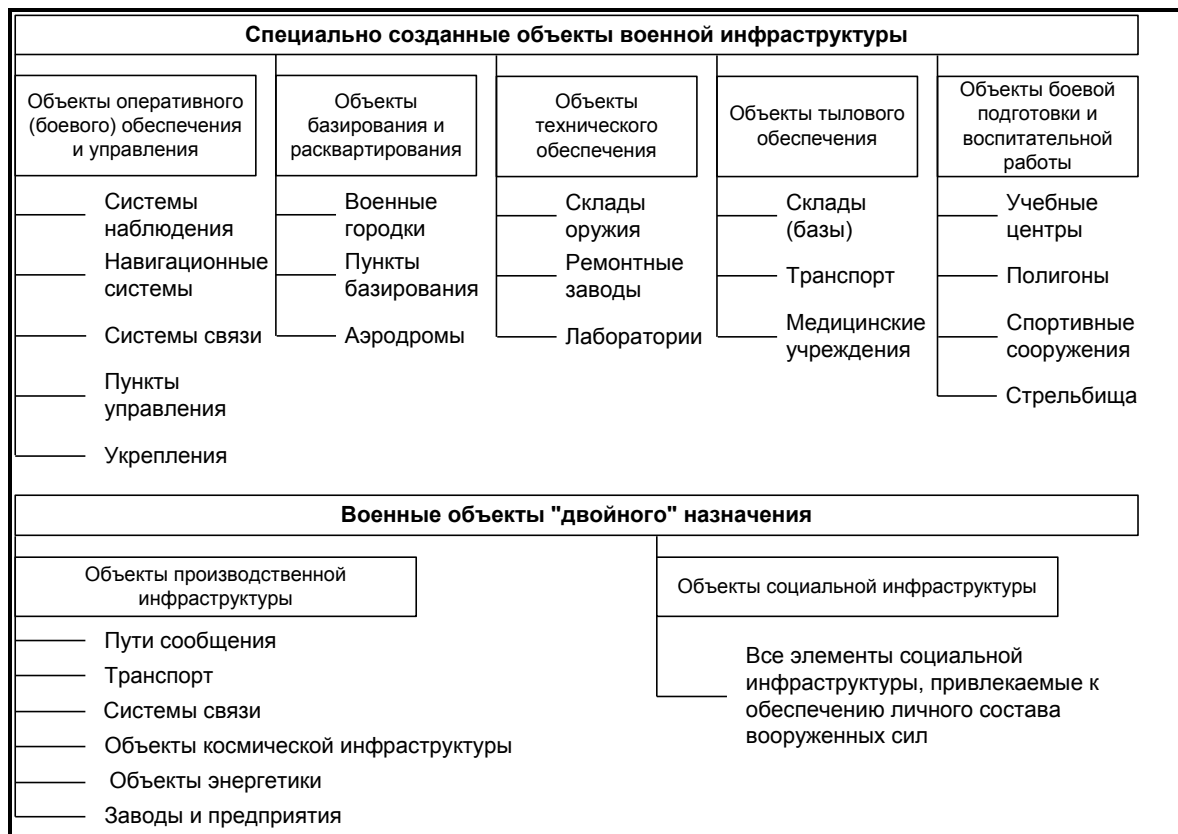 Специально созданные объекты военной инфраструктуры
Объекты оперативного
(боевого) обеспечения
и управления
Системы
наблюдения
Навигационные
системы
Системы связи
Пункты
управления
Укрепления
Объекты
базирования и
расквартирования
Военные
городки
Пункты
базирования
Аэродромы
Объекты
технического
обеспечения
Склады
оружия
Ремонтные
заводы
Лаборатории
Объекты тылового
обеспечения
Склады
(базы)
Транспорт
Медицинские
учреждения
Объекты боевой
подготовки и
воспитательной
работы
Учебные
центры
Полигоны
Спортивные
сооружения
Стрельбища
Военные объекты "двойного" назначения
Объекты производственной
инфраструктуры
Пути сообщения
Транспорт
Системы связи
Объекты космической инфраструктуры
Объекты энергетики
Заводы и предприятия
Объекты социальной инфраструктуры
Все элементы социальной
инфраструктуры, привлекаемые к
обеспечению личного состава
вооруженных сил